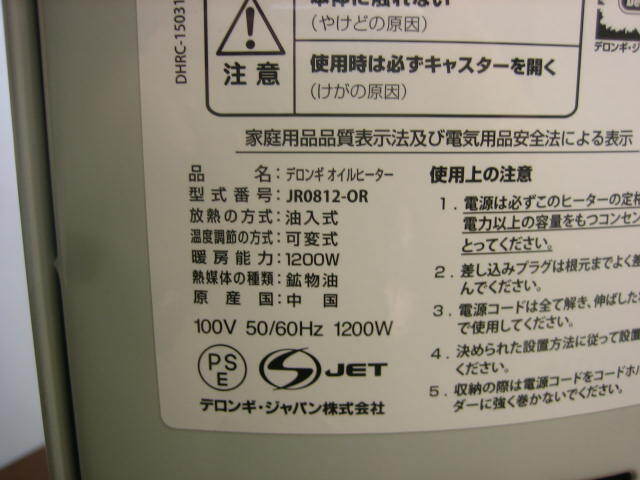 本体に触れない
(やけどの原因)
注意
使用時は必ずキャスターを開く
(けがの原因)
DHRC-15031
デロンギ・ジ
家庭用品品質表示法及び電気用品安全法による表示
品 名：デロンギ オイルヒーター
型式番号：JR0812-OR
放熱の方式：油入式
温度調節の方式：可変式
暖房能力：1200W
熱媒体の種類：鉱物油
原産国：中国
100V 50/60Hz 1200W
PS
E
S JET
デロンギ・ジャパン株式会社
使用上の注意
1．電源は必ずこのヒーターの定格
電力以上の容量をもつコンセン
とってください。
2．差し込みプラグは根元までよく差
んでください。
3．電源コードは全て解き、伸ばした
で使用してください。
4．決められた設置方法に従って設置
ください。
5．収納の際は電源コードをコードホ
ダーに強く巻かないでください。